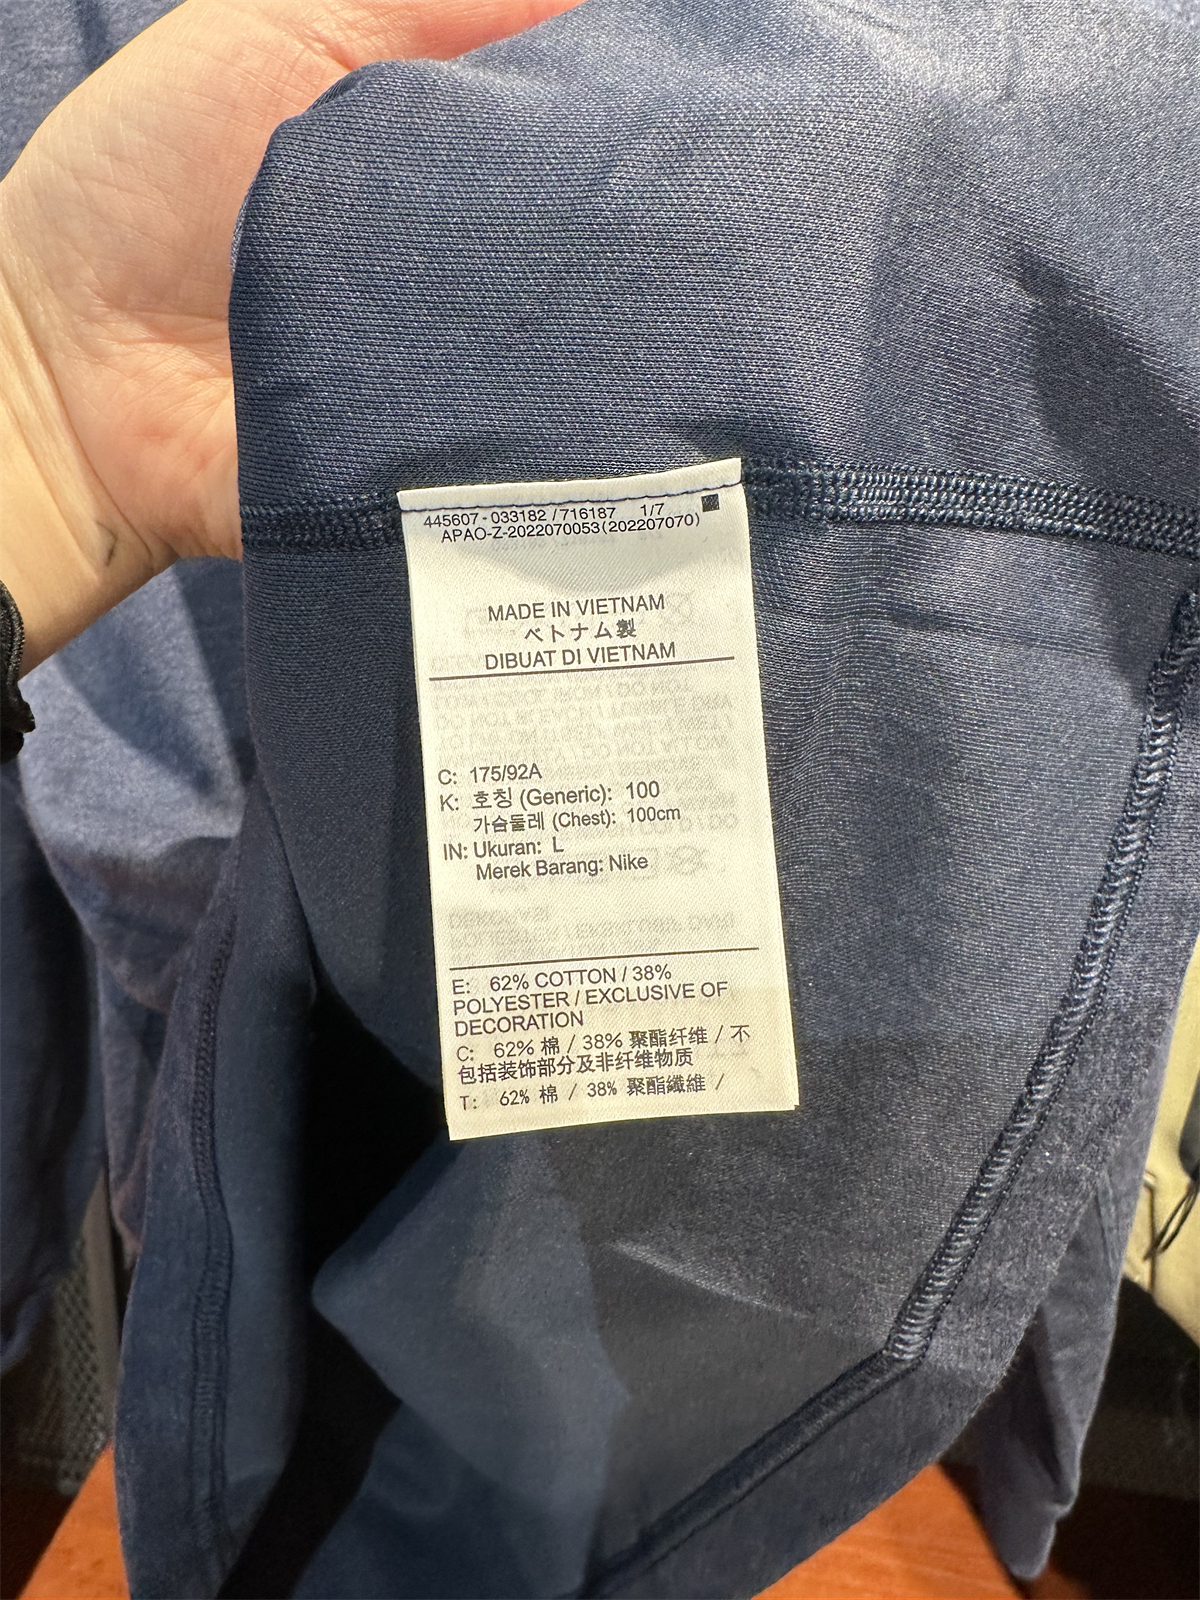 445607-033182 / 716187 1/7
APAO-Z-2022070053(202207070)
MADE IN VIETNAM
ベトナム製
DIBUAT DI VIETNAM
C: 175/92A
K: 호칭 (Generic): 100
가슴둘레 (Chest): 100cm
IN: Ukuran: L
Merek Barang: Nike
E: 62% COTTON / 38%
POLYESTER / EXCLUSIVE OF
DECORATION
C: 62% 棉 / 38% 聚酯纤维 / 不
包括装饰部分及非纤维物质
T: 62% 棉 / 38% 聚酯纖維 /